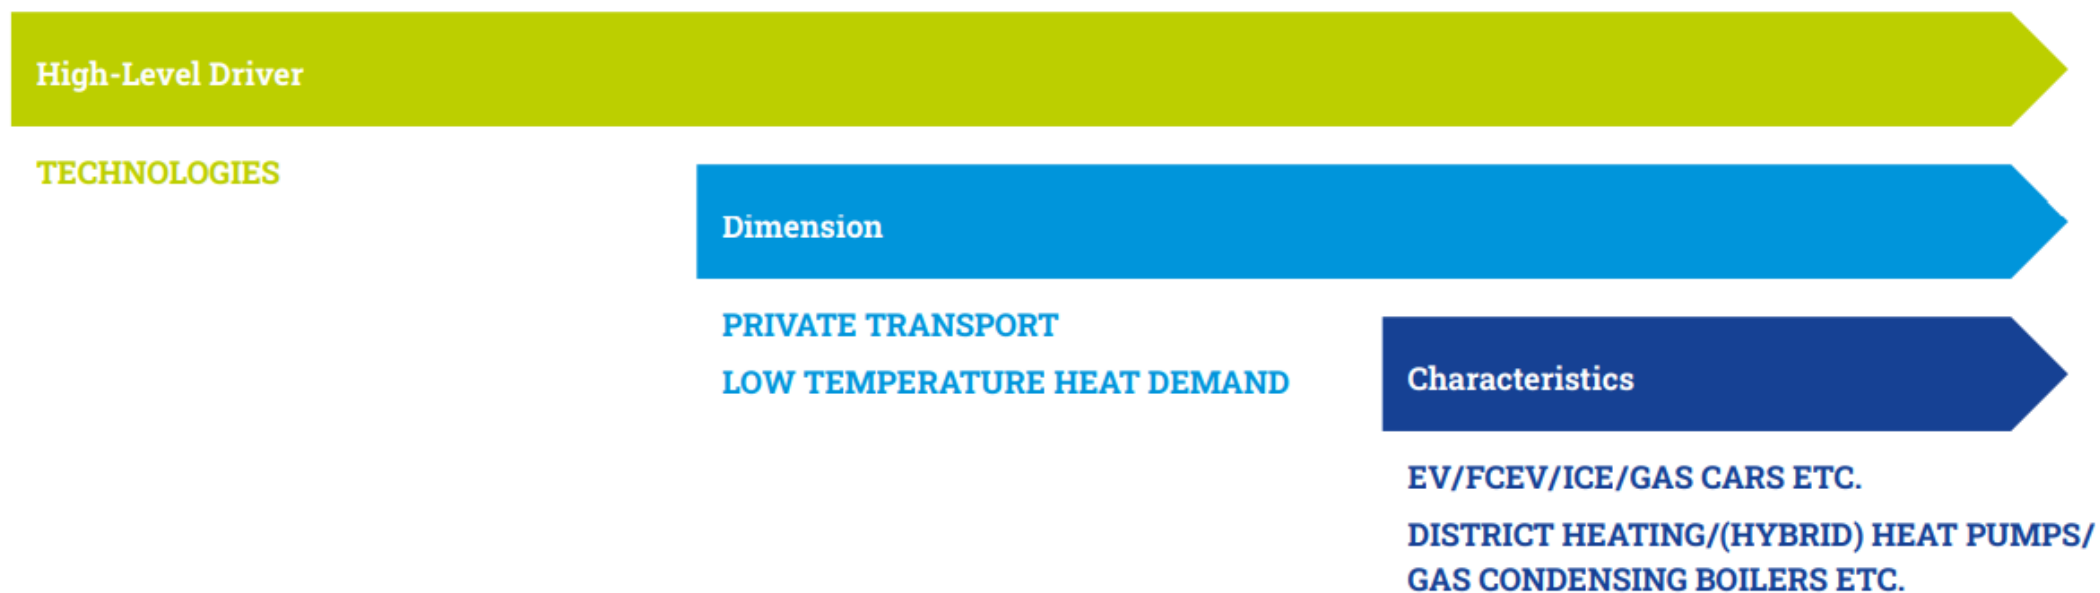 High-Level Driver
TECHNOLOGIES
Dimension
PRIVATE TRANSPORT
LOW TEMPERATURE HEAT DEMAND
Characteristics
EV/FCEV/ICE/GAS CARS ETC.
DISTRICT HEATING/(HYBRID) HEAT PUMPS/
GAS CONDENSING BOILERS ETC.